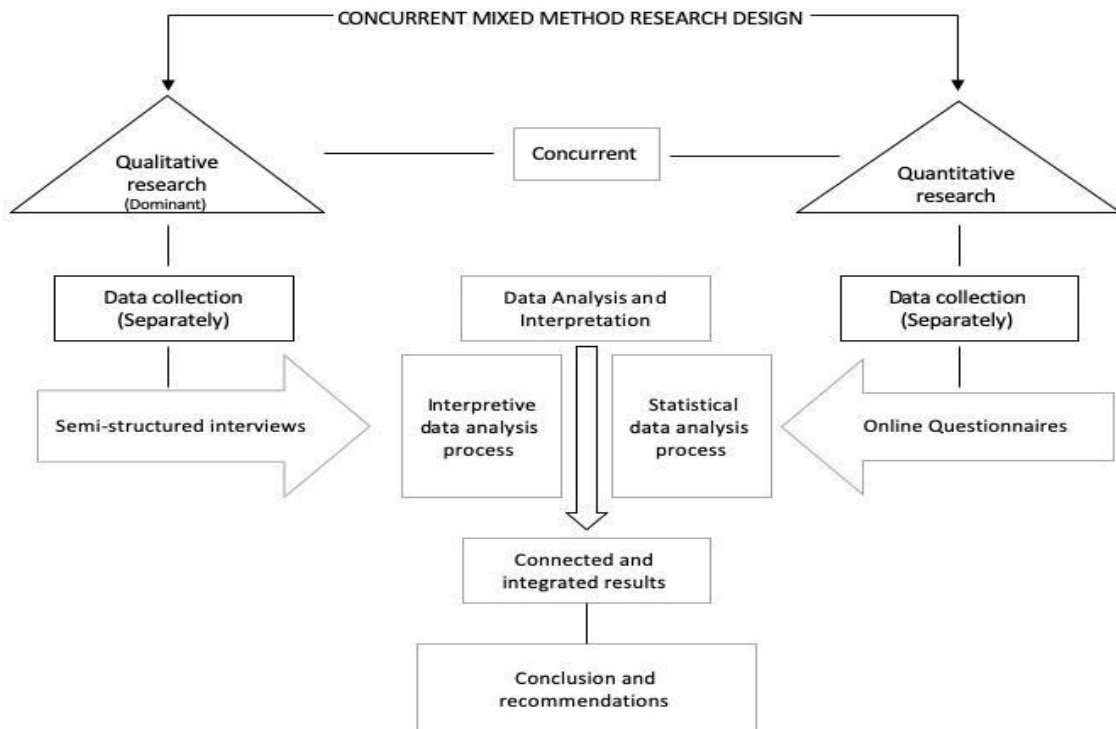 CONCURRENT MIXED METHOD RESEARCH DESIGN
Qualitative
research
(Dominant)
Concurrent
Quantitative
research
Data collection
(Separately)
Data Analysis and
Interpretation
Data collection
(Separately)
Semi-structured interviews
Interpretive
data analysis
process
Statistical
data analysis
process
Online Questionnaires
Connected and
integrated results
Conclusion and
recommendations